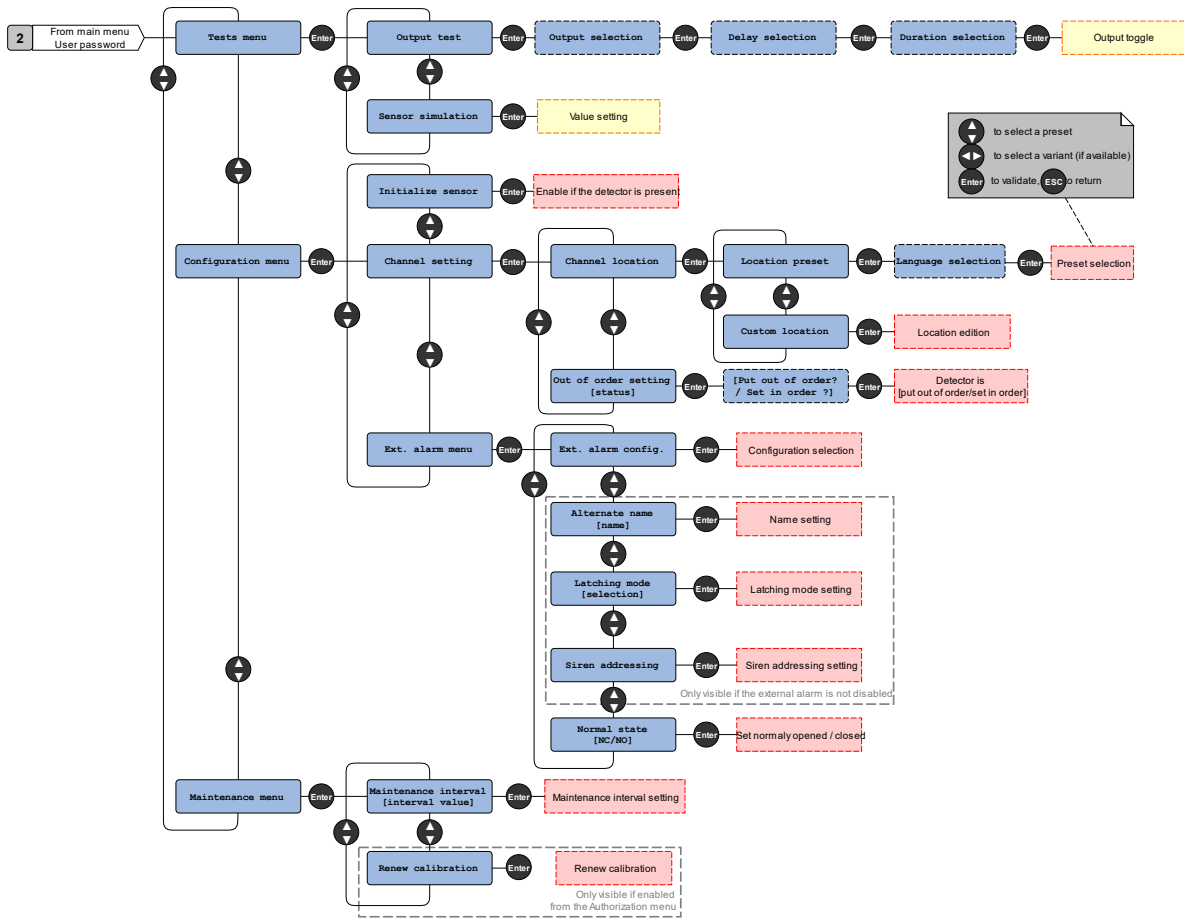 2
From main menu
User password
Tests menu
Enter
Output test
Enter
Output selection
Enter
Delay selection
Enter
Duration selection
Enter
Output toggle
Sensor simulation
Enter
Value setting
to select a preset
to select a variant (if available)
Enter
to validate,
ESC
to return
Initialize sensor
Enter
Enable if the detector is present
Configuration menu
Enter
Channel setting
Enter
Channel location
Enter
Location preset
Enter
Language selection
Enter
Preset selection
Custom location
Enter
Location edition
Out of order setting
[status]
Enter
[Put out of order?
/ Set in order ?]
Enter
Detector is
[put out of order/set in order]
Ext. alarm menu
Enter
Ext. alarm config.
Enter
Configuration selection
Alternate name
[name]
Enter
Name setting
Latching mode
[selection]
Enter
Latching mode setting
Siren addressing
Enter
Siren addressing setting
Only visible if the external alarm is not disabled
Normal state
[NC/NO]
Enter
Set normaly opened / closed
Maintenance menu
Enter
Maintenance interval
[interval value]
Enter
Maintenance interval setting
Renew calibration
Enter
Renew calibration
Only visible if enabled
from the Authorization menu